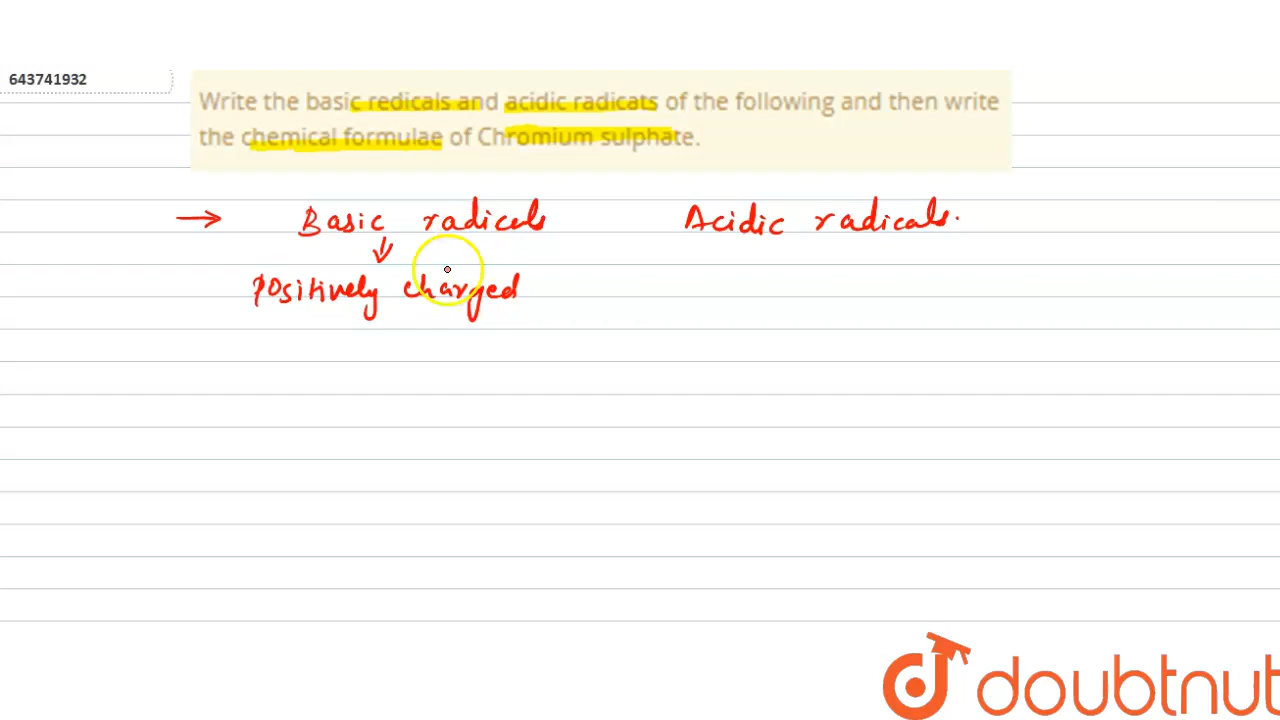 643741932
Write the basic redicals and acidic radicats of the following and then write
the chemical formulae of Chromium sulphate.
→ Basic radicals Acidic radicals.
↓
Positively charged
doubtnut